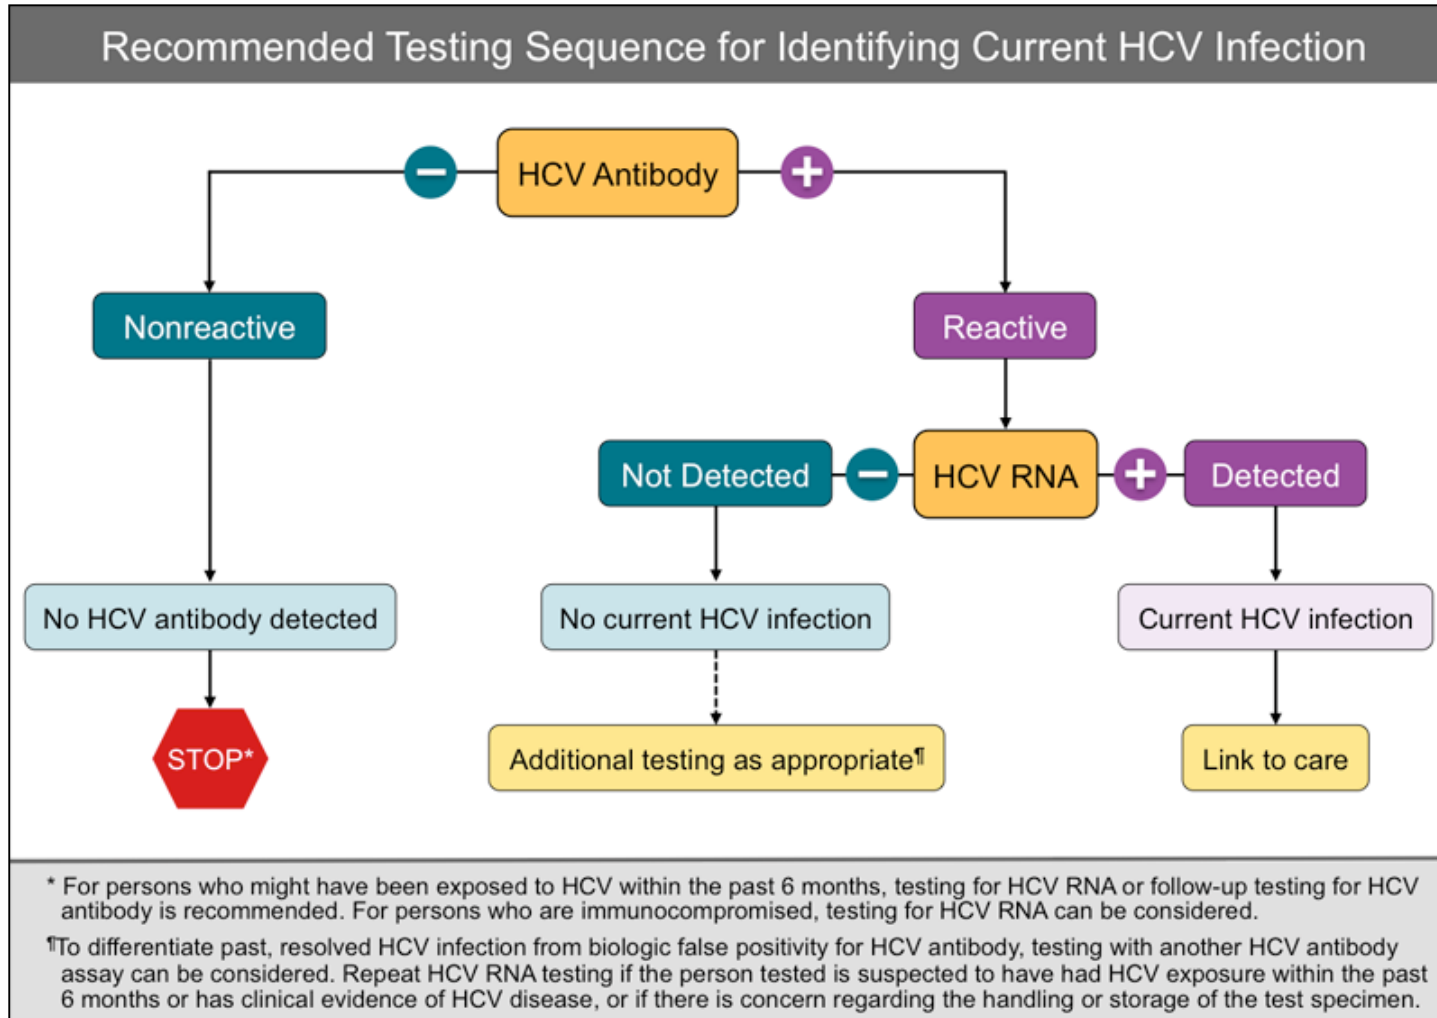 Recommended Testing Sequence for Identifying Current HCV Infection
HCV Antibody
Nonreactive
Reactive
Not Detected
HCV RNA
Detected
No HCV antibody detected
No current HCV infection
Current HCV infection
STOP*
Additional testing as appropriate¶
Link to care
* For persons who might have been exposed to HCV within the past 6 months, testing for HCV RNA or follow-up testing for HCV
antibody is recommended. For persons who are immunocompromised, testing for HCV RNA can be considered.
¶To differentiate past, resolved HCV infection from biologic false positivity for HCV antibody, testing with another HCV antibody
assay can be considered. Repeat HCV RNA testing if the person tested is suspected to have had HCV exposure within the past
6 months or has clinical evidence of HCV disease, or if there is concern regarding the handling or storage of the test specimen.